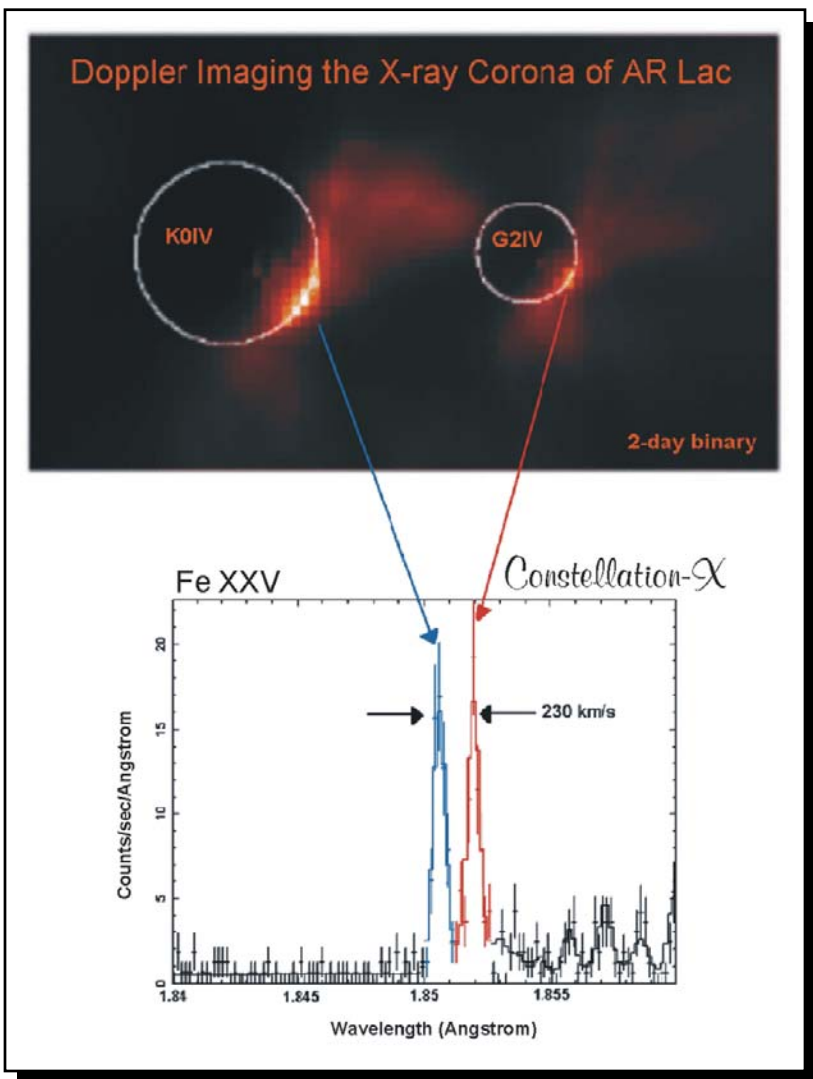 Doppler Imaging the X-ray Corona of AR Lac
K0IV
G2IV
2-day binary
Fe XXV
Constellation-X
20
15
10
5
0
Counts/sec/Angstrom
230 km/s
1.84
1.845
1.85
1.855
Wavelength (Angstrom)